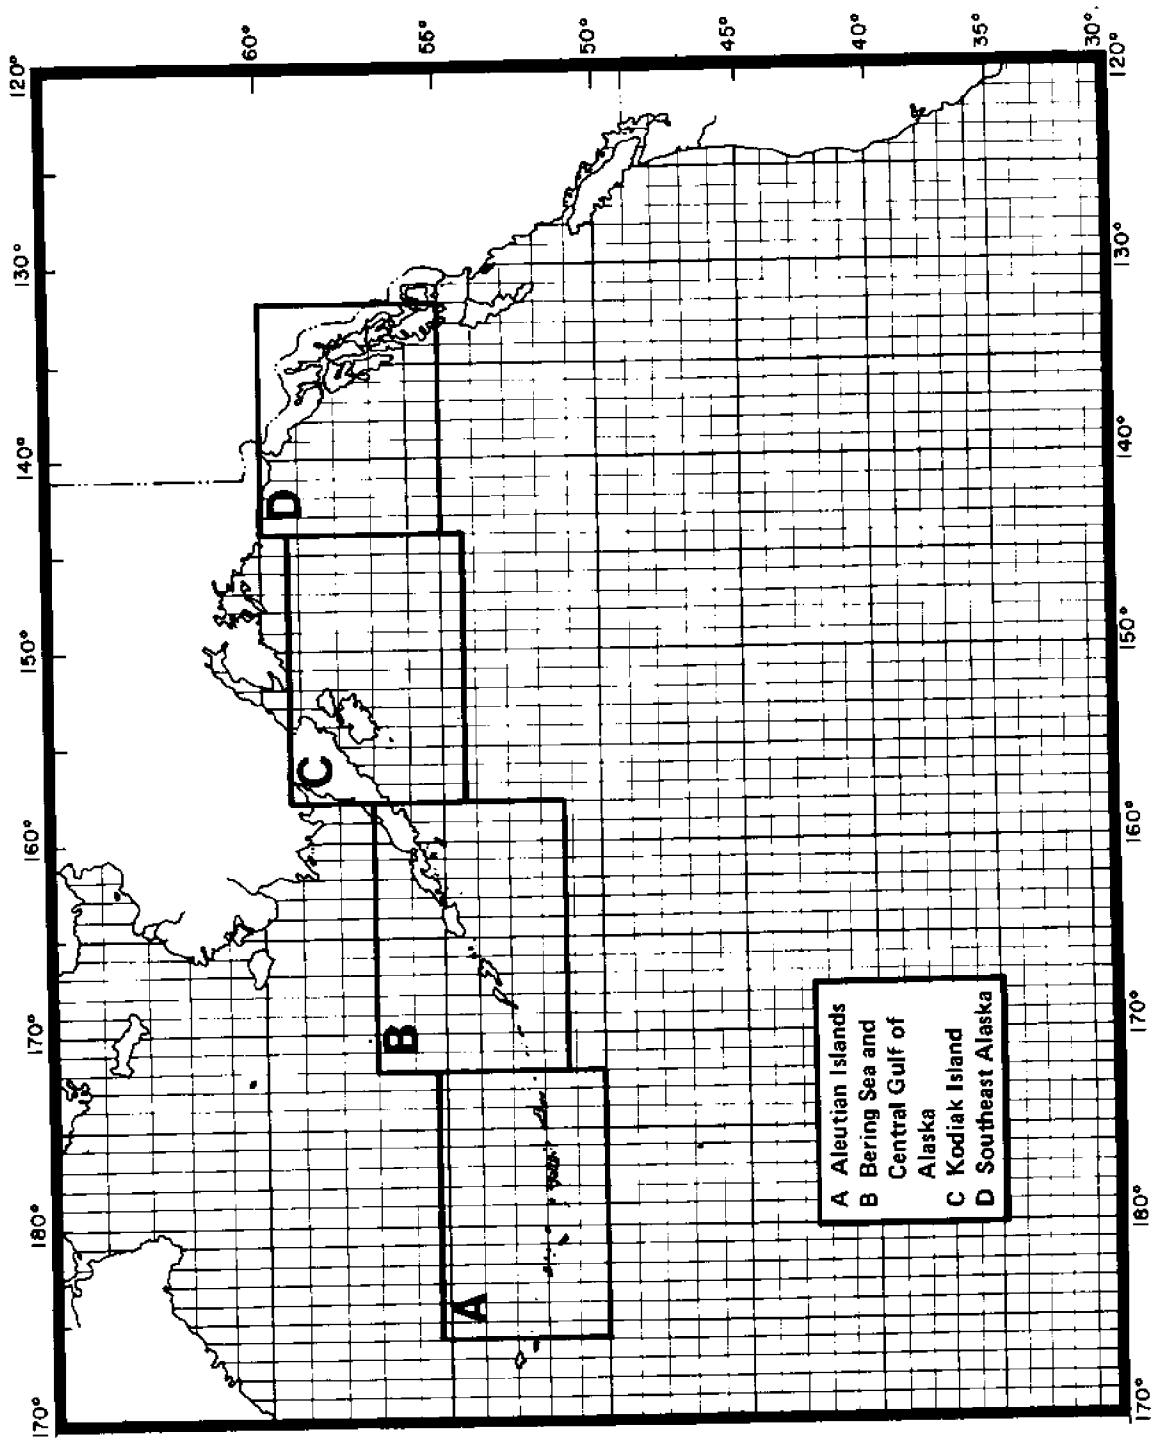 170°
180°
170°
160°
150°
140°
130°
120°
60°
55°
50°
45°
40°
35°
30°
A
B
C
D
A Aleutian Islands
B Bering Sea and
Central Gulf of
Alaska
C Kodiak Island
D Southeast Alaska
170°
180°
170°
160°
150°
140°
130°
120°